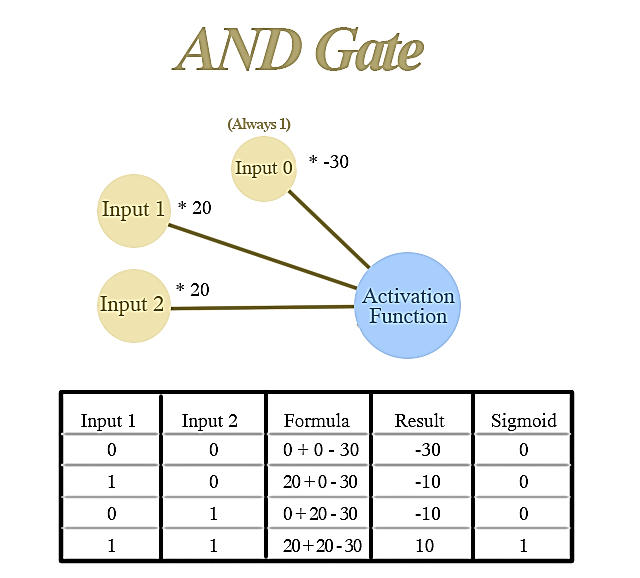 AND Gate
(Always 1)
Input 0 * -30
Input 1 * 20
Input 2 * 20
Activation
Function
Input 1 Input 2 Formula Result Sigmoid
0 0 0 + 0 - 30 -30 0
1 0 20 + 0 - 30 -10 0
0 1 0 + 20 - 30 -10 0
1 1 20 + 20 - 30 10 1